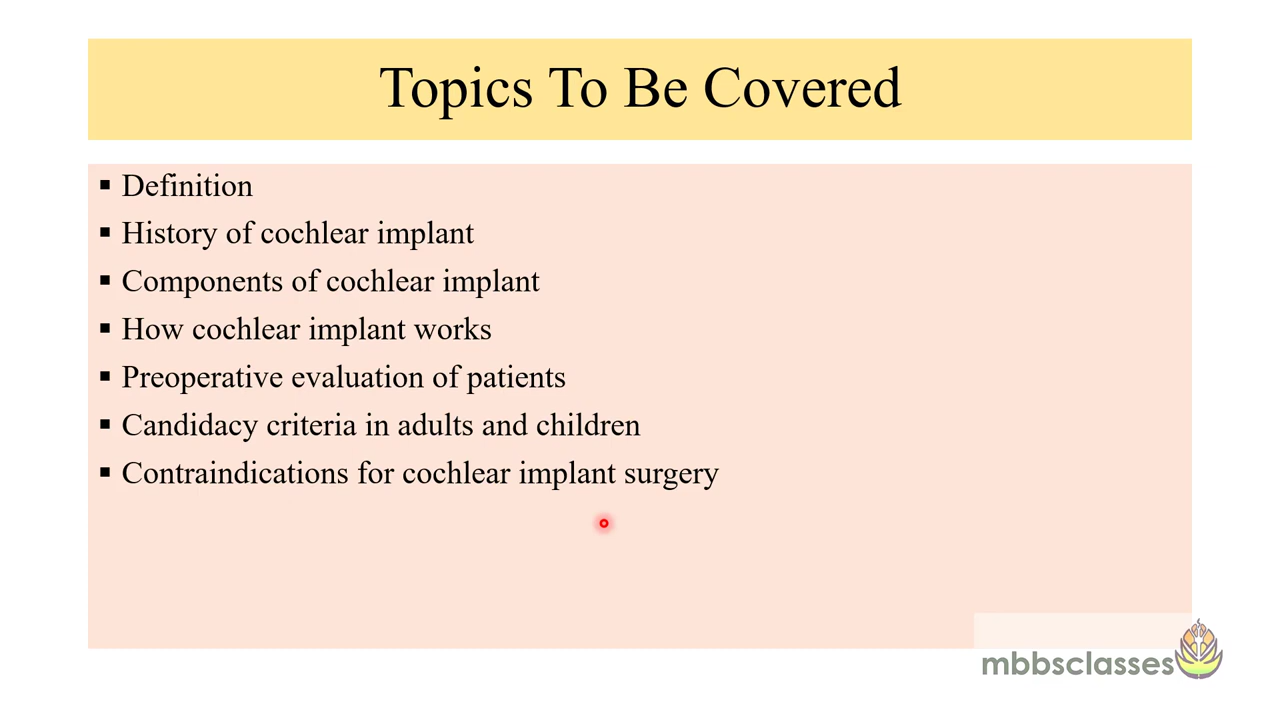 Topics To Be Covered
▪ Definition
▪ History of cochlear implant
▪ Components of cochlear implant
▪ How cochlear implant works
▪ Preoperative evaluation of patients
▪ Candidacy criteria in adults and children
▪ Contraindications for cochlear implant surgery
mbbsclasses